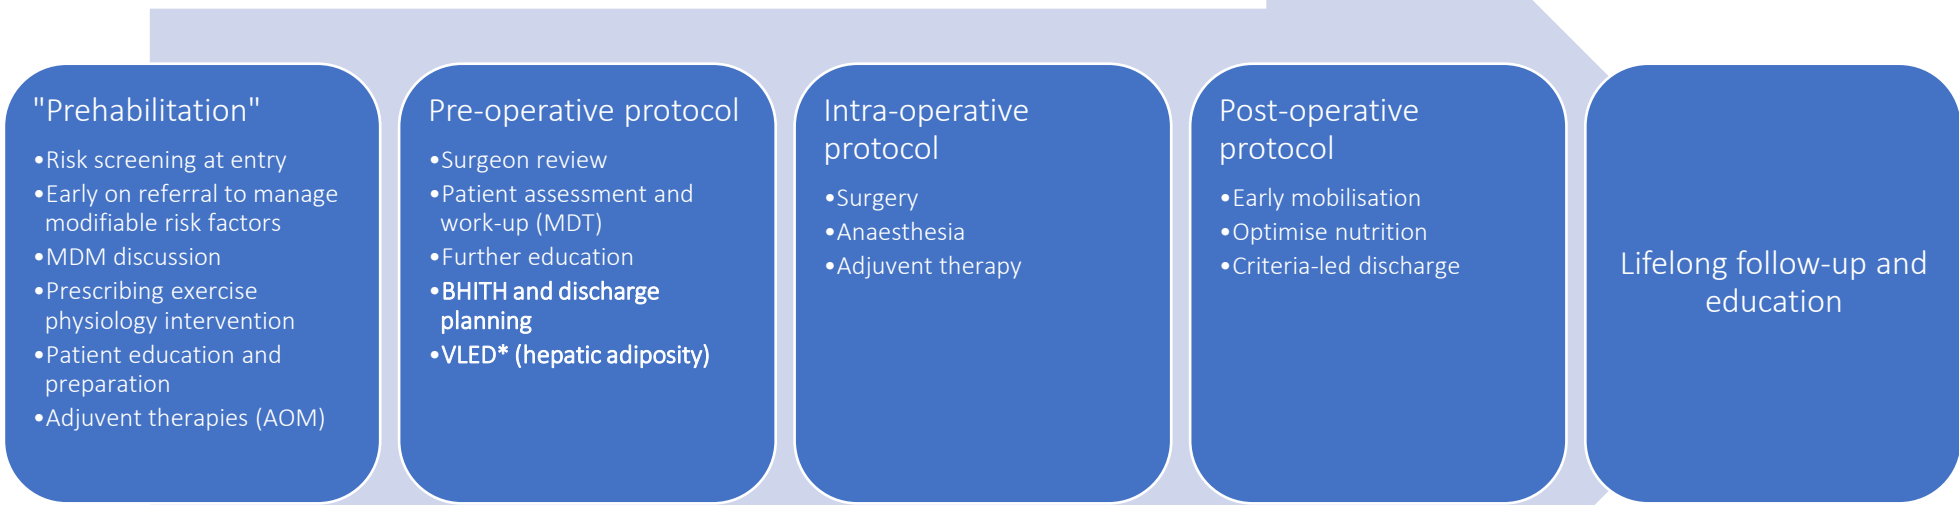 "Prehabilitation"
•Risk screening at entry
•Early on referral to manage
modifiable risk factors
•MDM discussion
•Prescribing exercise
physiology intervention
•Patient education and
preparation
•Adjuvent therapies (AOM)
Pre-operative protocol
•Surgeon review
•Patient assessment and
work-up (MDT)
•Further education
•BHITH and discharge
planning
•VLED* (hepatic adiposity)
Intra-operative
protocol
•Surgery
•Anaesthesia
•Adjuvent therapy
Post-operative
protocol
•Early mobilisation
•Optimise nutrition
•Criteria-led discharge
Lifelong follow-up and
education